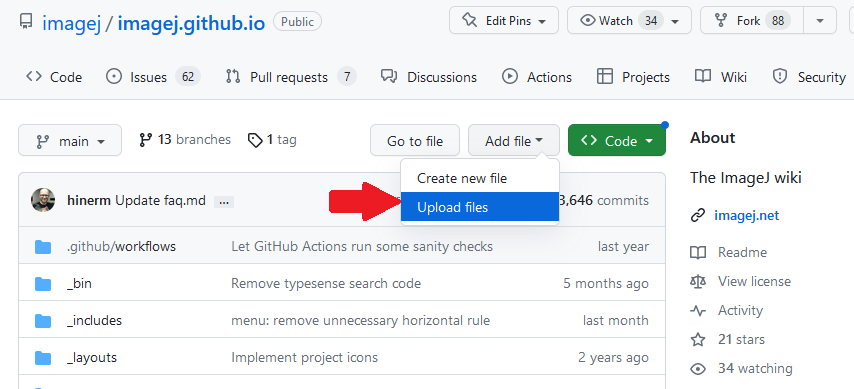 imagej / imagej.github.io Public Edit Pins Watch 34 Fork 88
Code Issues 62 Pull requests 7 Discussions Actions Projects Wiki Security
main 13 branches 1 tag Go to file Add file Code
Create new file
Upload files
hinerm Update faq.md ... 3,646 commits
.github/workflows Let GitHub Actions run some sanity checks last year
_bin Remove typesense search code 5 months ago
_includes menu: remove unnecessary horizontal rule last month
_layouts Implement project icons 2 years ago
About
The ImageJ wiki
imagej.net
Readme
View license
Activity
21 stars
34 watching